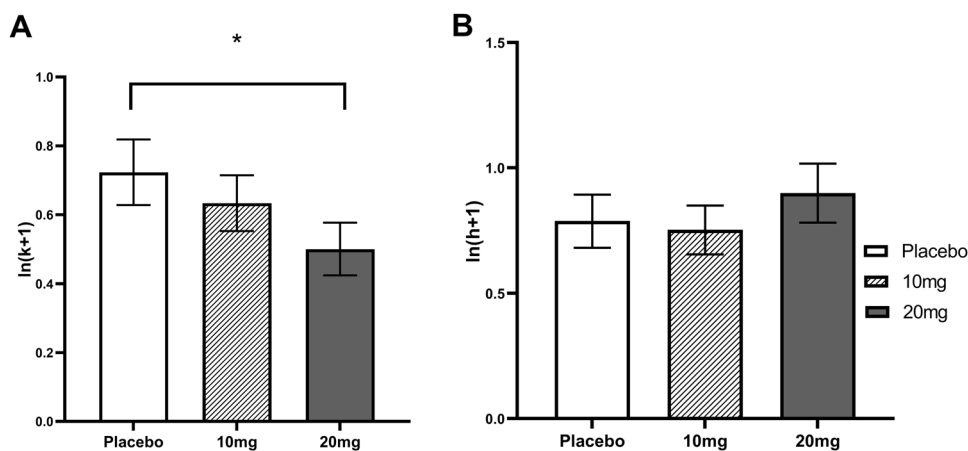 A
*
ln(k+1)
1.0
0.8
0.6
0.4
0.2
0.0
Placebo
10mg
20mg
B
ln(h+1)
1.5
1.0
0.5
0.0
Placebo
10mg
20mg
Placebo
10mg
20mg